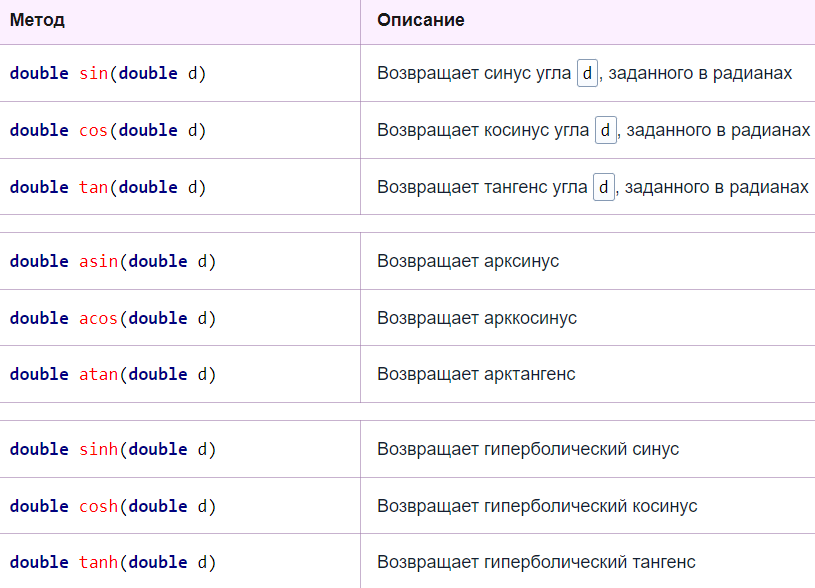 Метод Описание
double sin(double d) Возвращает синус угла d, заданного в радианах
double cos(double d) Возвращает косинус угла d, заданного в радианах
double tan(double d) Возвращает тангенс угла d, заданного в радианах
double asin(double d) Возвращает арксинус
double acos(double d) Возвращает арккосинус
double atan(double d) Возвращает арктангенс
double sinh(double d) Возвращает гиперболический синус
double cosh(double d) Возвращает гиперболический косинус
double tanh(double d) Возвращает гиперболический тангенс